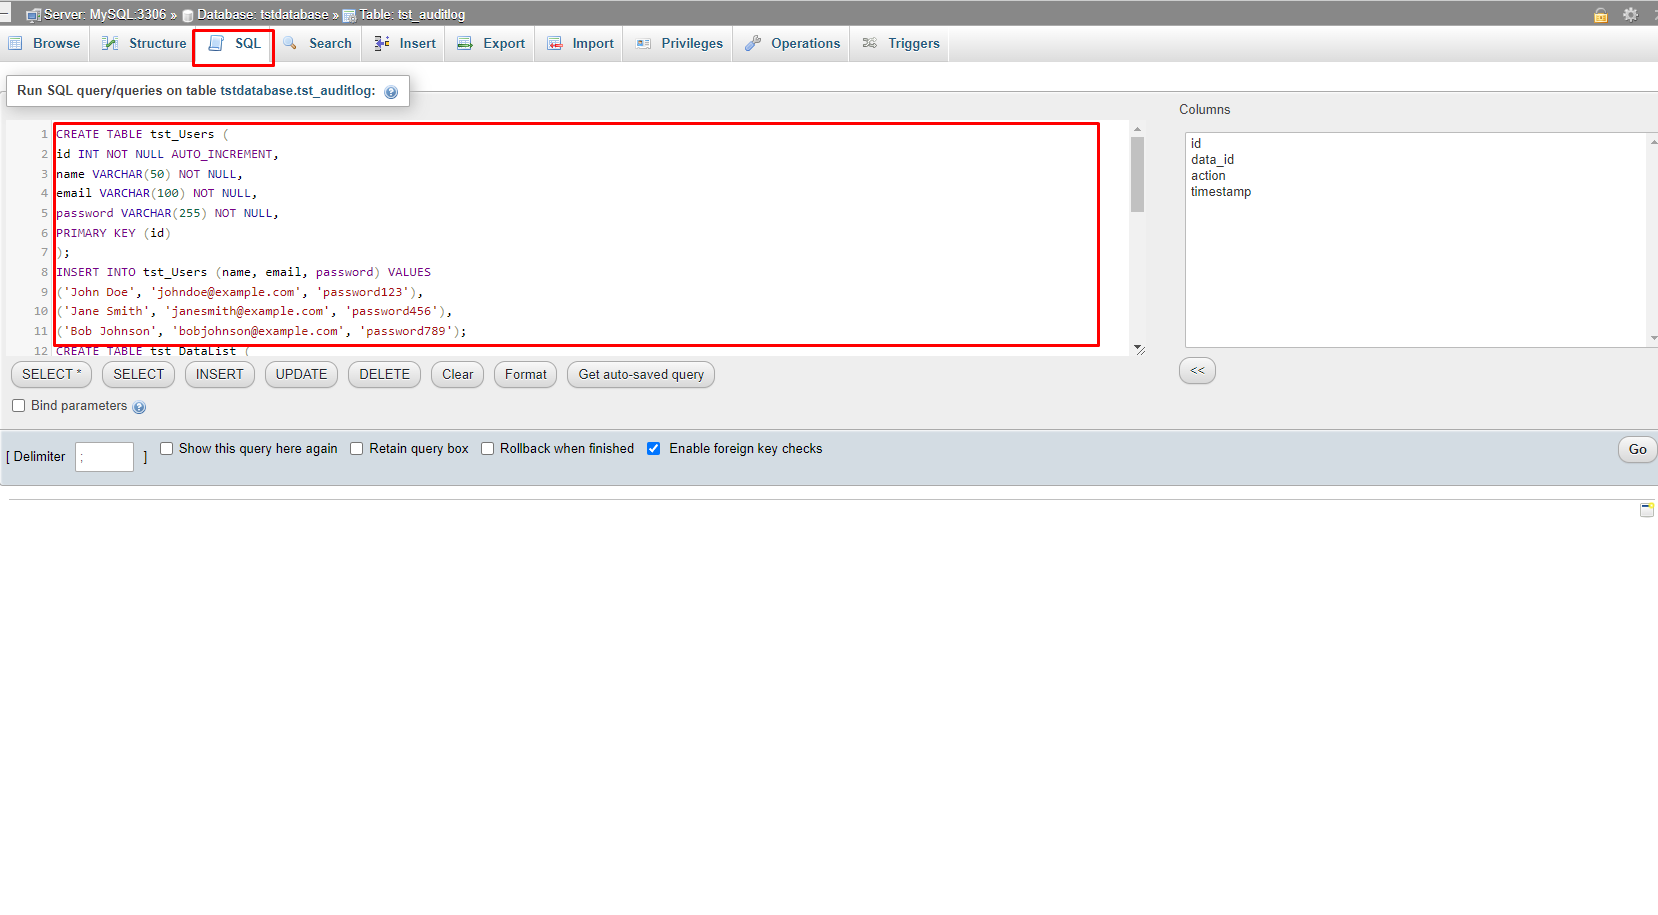 Server: MySQL:3306 » Database: tstdatabase » Table: tst_auditlog
Browse Structure SQL Search Insert Export Import Privileges Operations Triggers
Run SQL query/queries on table tstdatabase.tst_auditlog:
1 CREATE TABLE tst_Users (
2 id INT NOT NULL AUTO_INCREMENT,
3 name VARCHAR(50) NOT NULL,
4 email VARCHAR(100) NOT NULL,
5 password VARCHAR(255) NOT NULL,
6 PRIMARY KEY (id)
7 );
8 INSERT INTO tst_Users (name, email, password) VALUES
9 ('John Doe', 'johndoe@example.com', 'password123'),
10 ('Jane Smith', 'janesmith@example.com', 'password456'),
11 ('Bob Johnson', 'bobjohnson@example.com', 'password789');
12 CREATE TABLE tst_DataList (
Columns
id
data_id
action
timestamp
<<
SELECT * SELECT INSERT UPDATE DELETE Clear Format Get auto-saved query
Bind parameters
[ Delimiter ; ] Show this query here again Retain query box Rollback when finished Enable foreign key checks Go